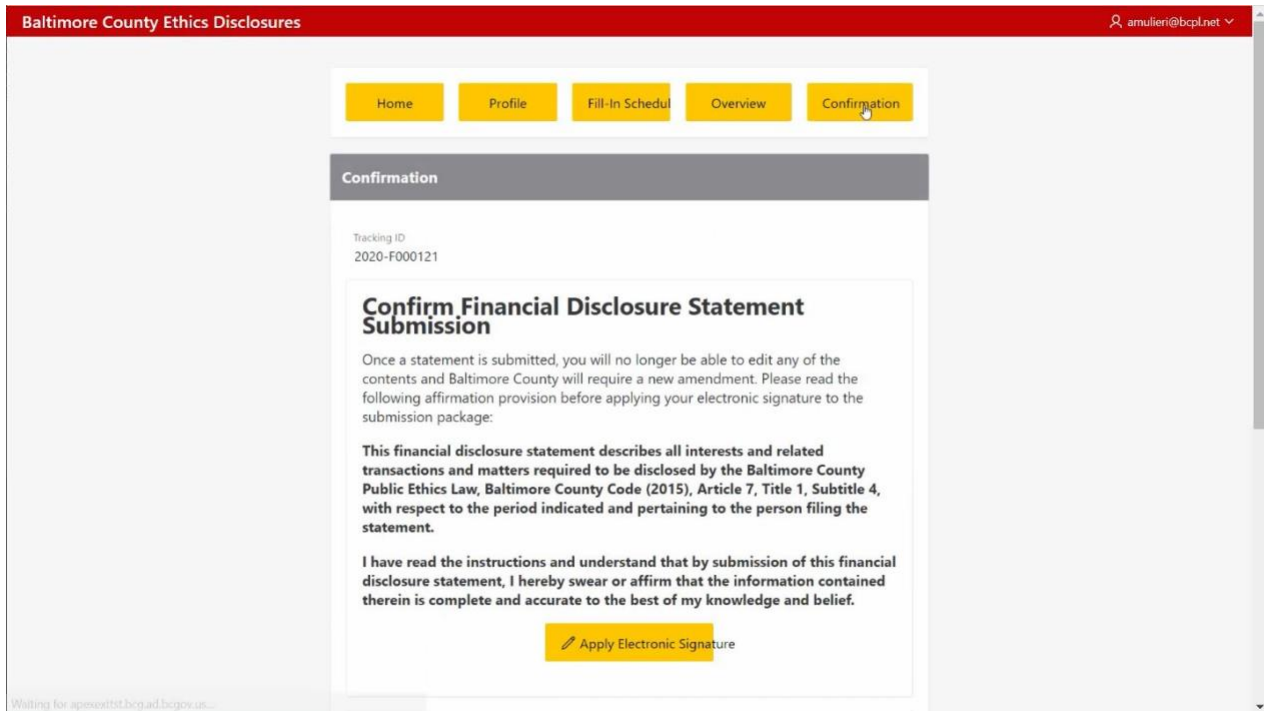 Baltimore County Ethics Disclosures
amulieri@bcpl.net
Home
Profile
Fill-In Schedul
Overview
Confirmation
Confirmation
Tracking ID
2020-F000121
Confirm Financial Disclosure Statement
Submission
Once a statement is submitted, you will no longer be able to edit any of the
contents and Baltimore County will require a new amendment. Please read the
following affirmation provision before applying your electronic signature to the
submission package:
This financial disclosure statement describes all interests and related
transactions and matters required to be disclosed by the Baltimore County
Public Ethics Law, Baltimore County Code (2015), Article 7, Title 1, Subtitle 4,
with respect to the period indicated and pertaining to the person filing the
statement.
I have read the instructions and understand that by submission of this financial
disclosure statement, I hereby swear or affirm that the information contained
therein is complete and accurate to the best of my knowledge and belief.
Apply Electronic Signature
Waiting for